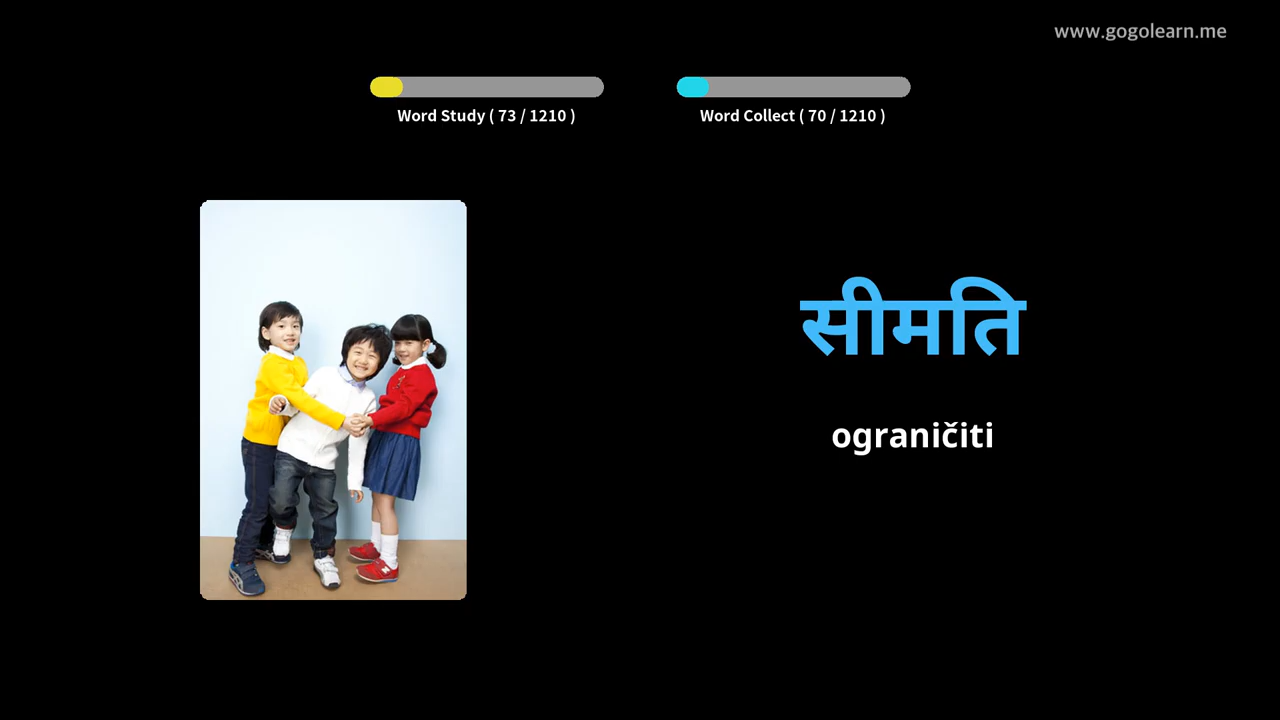 www.gogolearn.me
Word Study ( 73 / 1210 )
Word Collect ( 70 / 1210 )
सीमति
ograničiti